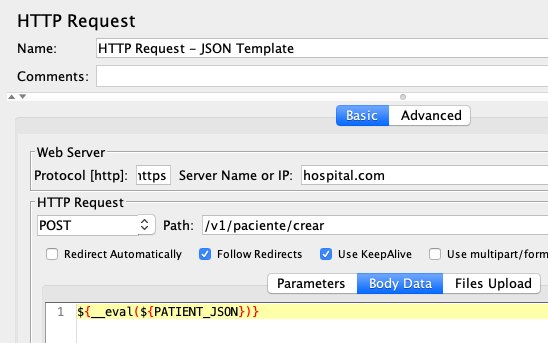 HTTP Request
Name: HTTP Request – JSON Template
Comments:
Basic Advanced
Web Server
Protocol [http]: https Server Name or IP: hospital.com
HTTP Request
POST Path: /v1/paciente/crear
Redirect Automatically Follow Redirects Use KeepAlive Use multipart/form
Parameters Body Data Files Upload
1 ${__eval(${PATIENT_JSON})}